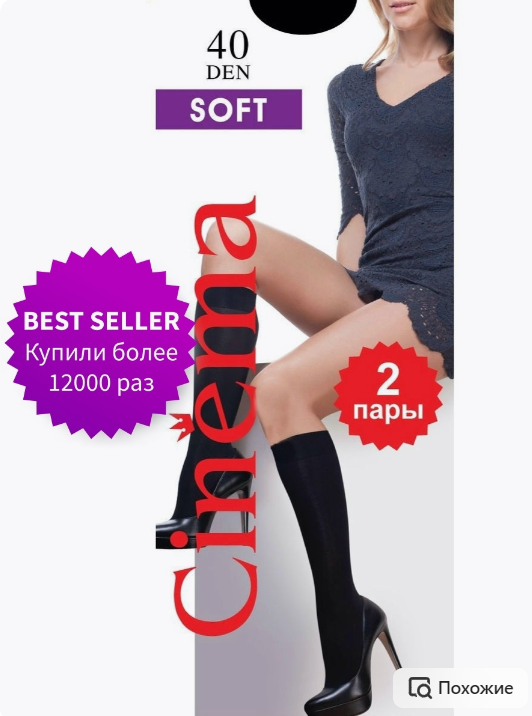 40
DEN
SOFT
Cinema
BEST SELLER
Купили более
12000 раз
2
пары
Похожие